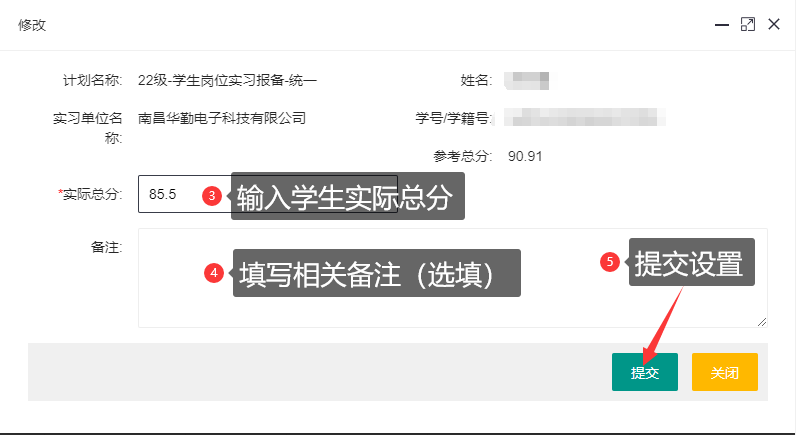 修改
计划名称: 22级-学生岗位实习报备-统一
姓名:
实习单位名称: 南昌华勤电子科技有限公司
学号/学籍号:
参考总分: 90.91
*实际总分: 85.5
3 输入学生实际总分
备注:
4 填写相关备注（选填）
5 提交设置
提交
关闭